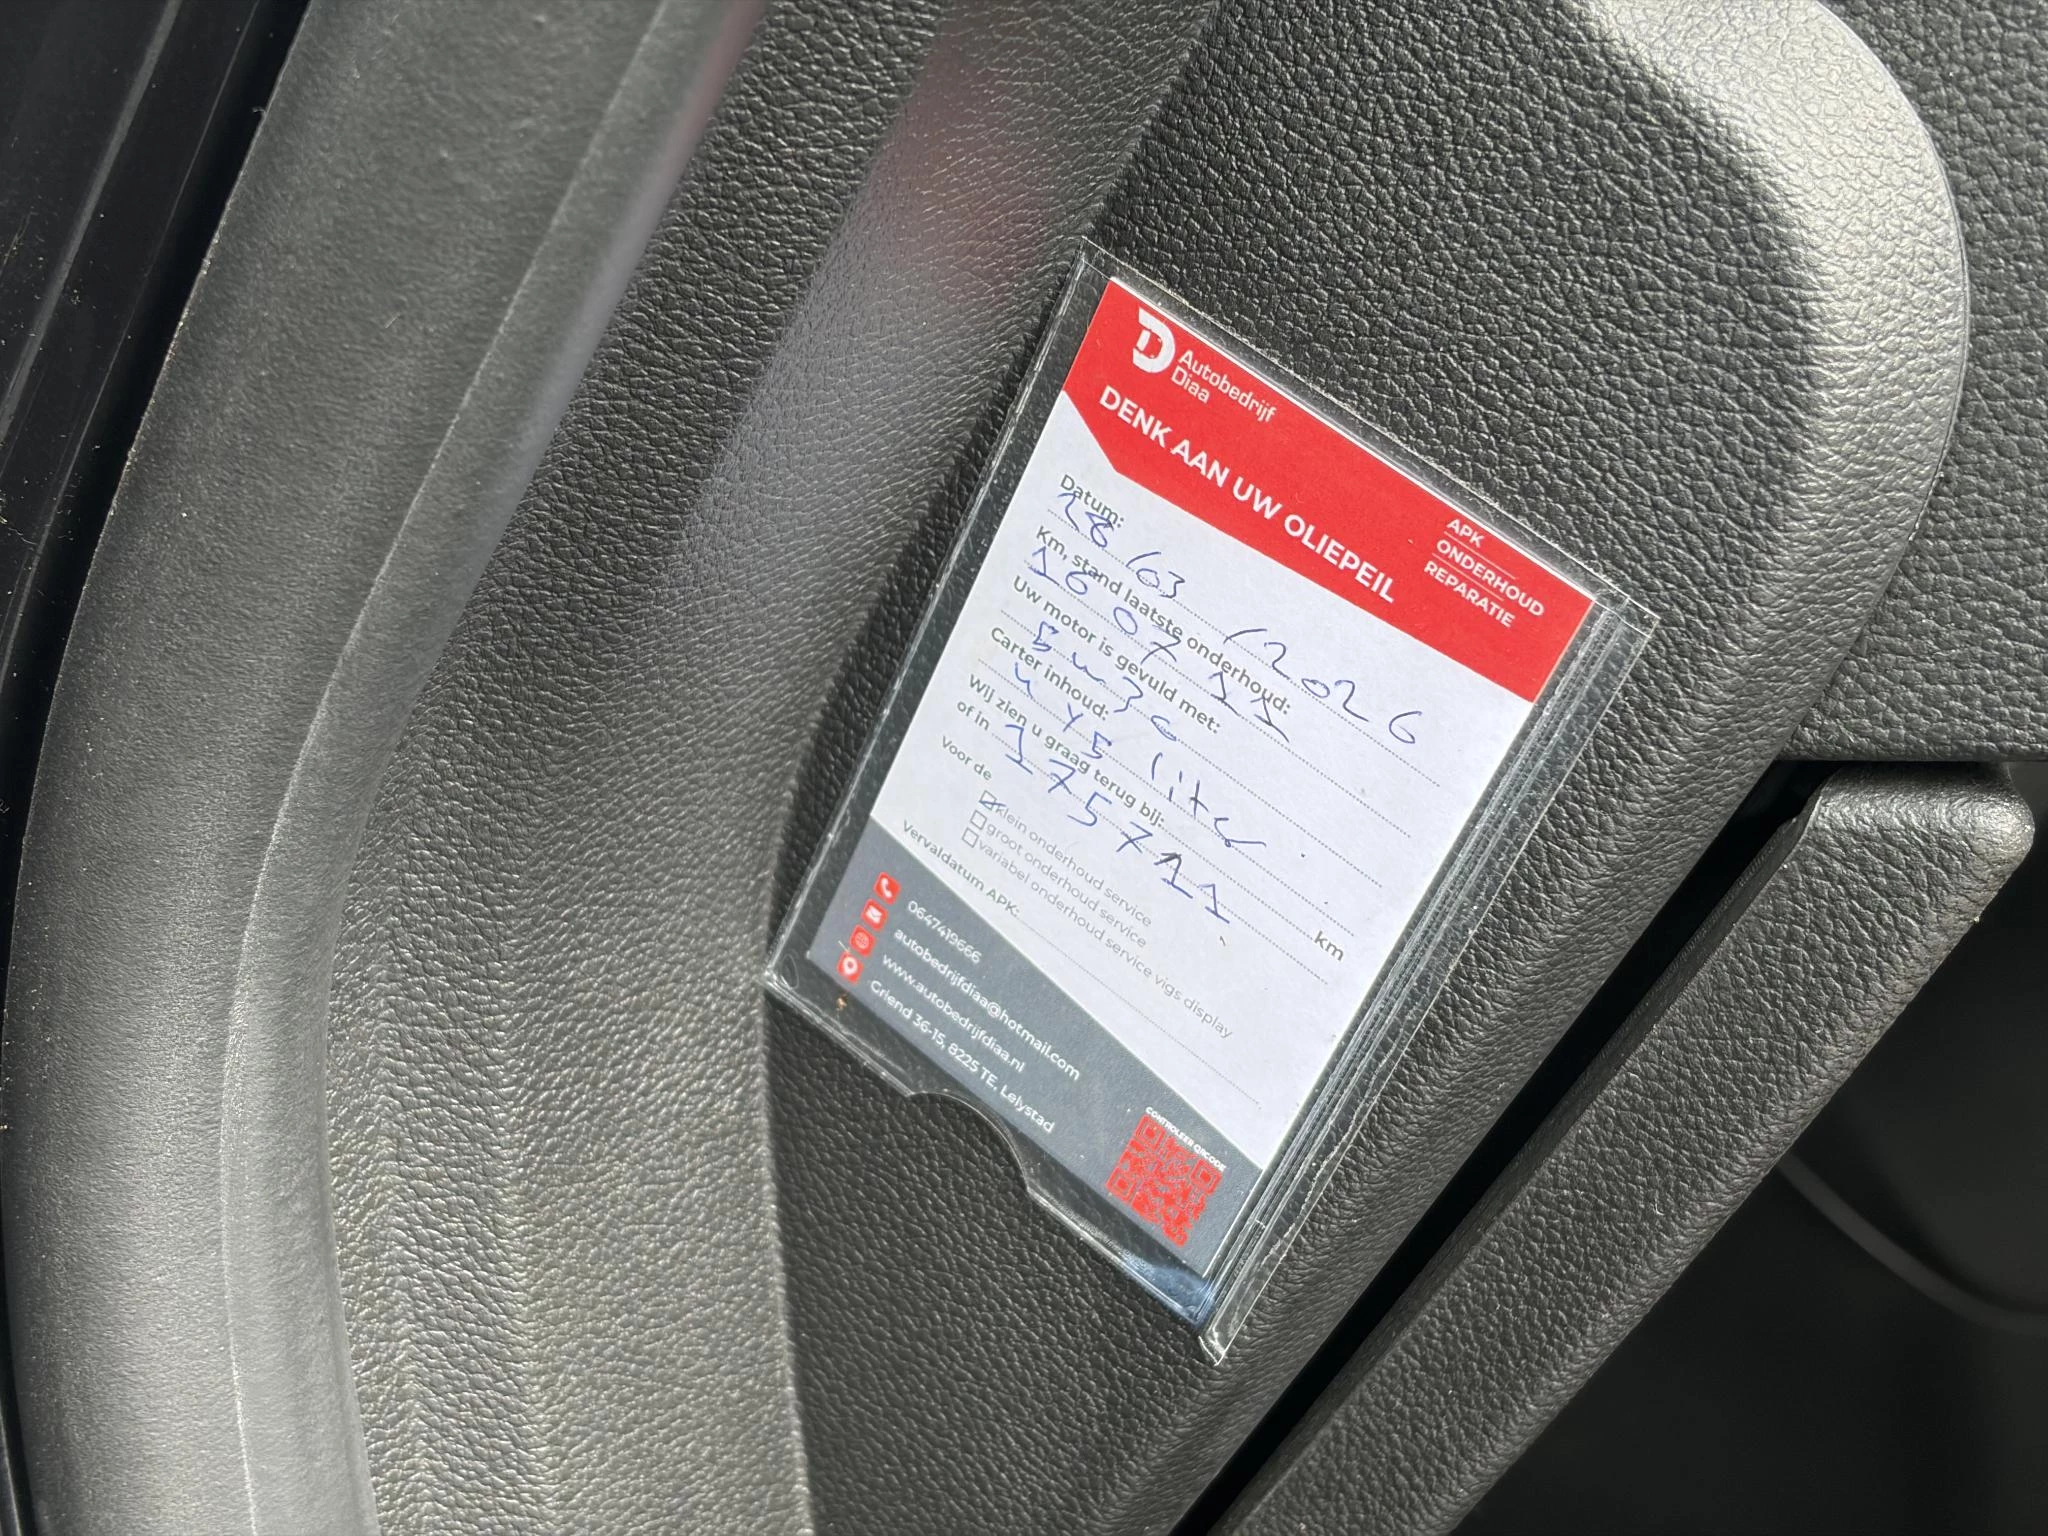 Autobedrijf
Diaa
DENK AAN UW OLIEPEIL
APK
ONDERHOUD
REPARATIE
Datum:
28/03/2026
Km, stand laatste onderhoud:
160711
Uw motor is gevuld met:
5w30
Carter inhoud:
liter
Wij zien u graag terug bij:
175711 km
of in
Voor de
klein onderhoud service
groot onderhoud service
variabel onderhoud service vlgs display
Vervaldatum APK:
0647419666
autobedrijfdiaa@hotmail.com
www.autobedrijfdiaa.nl
Griend 36-15, 8225 TE, Lelystad
CONTROLEER QRCODE